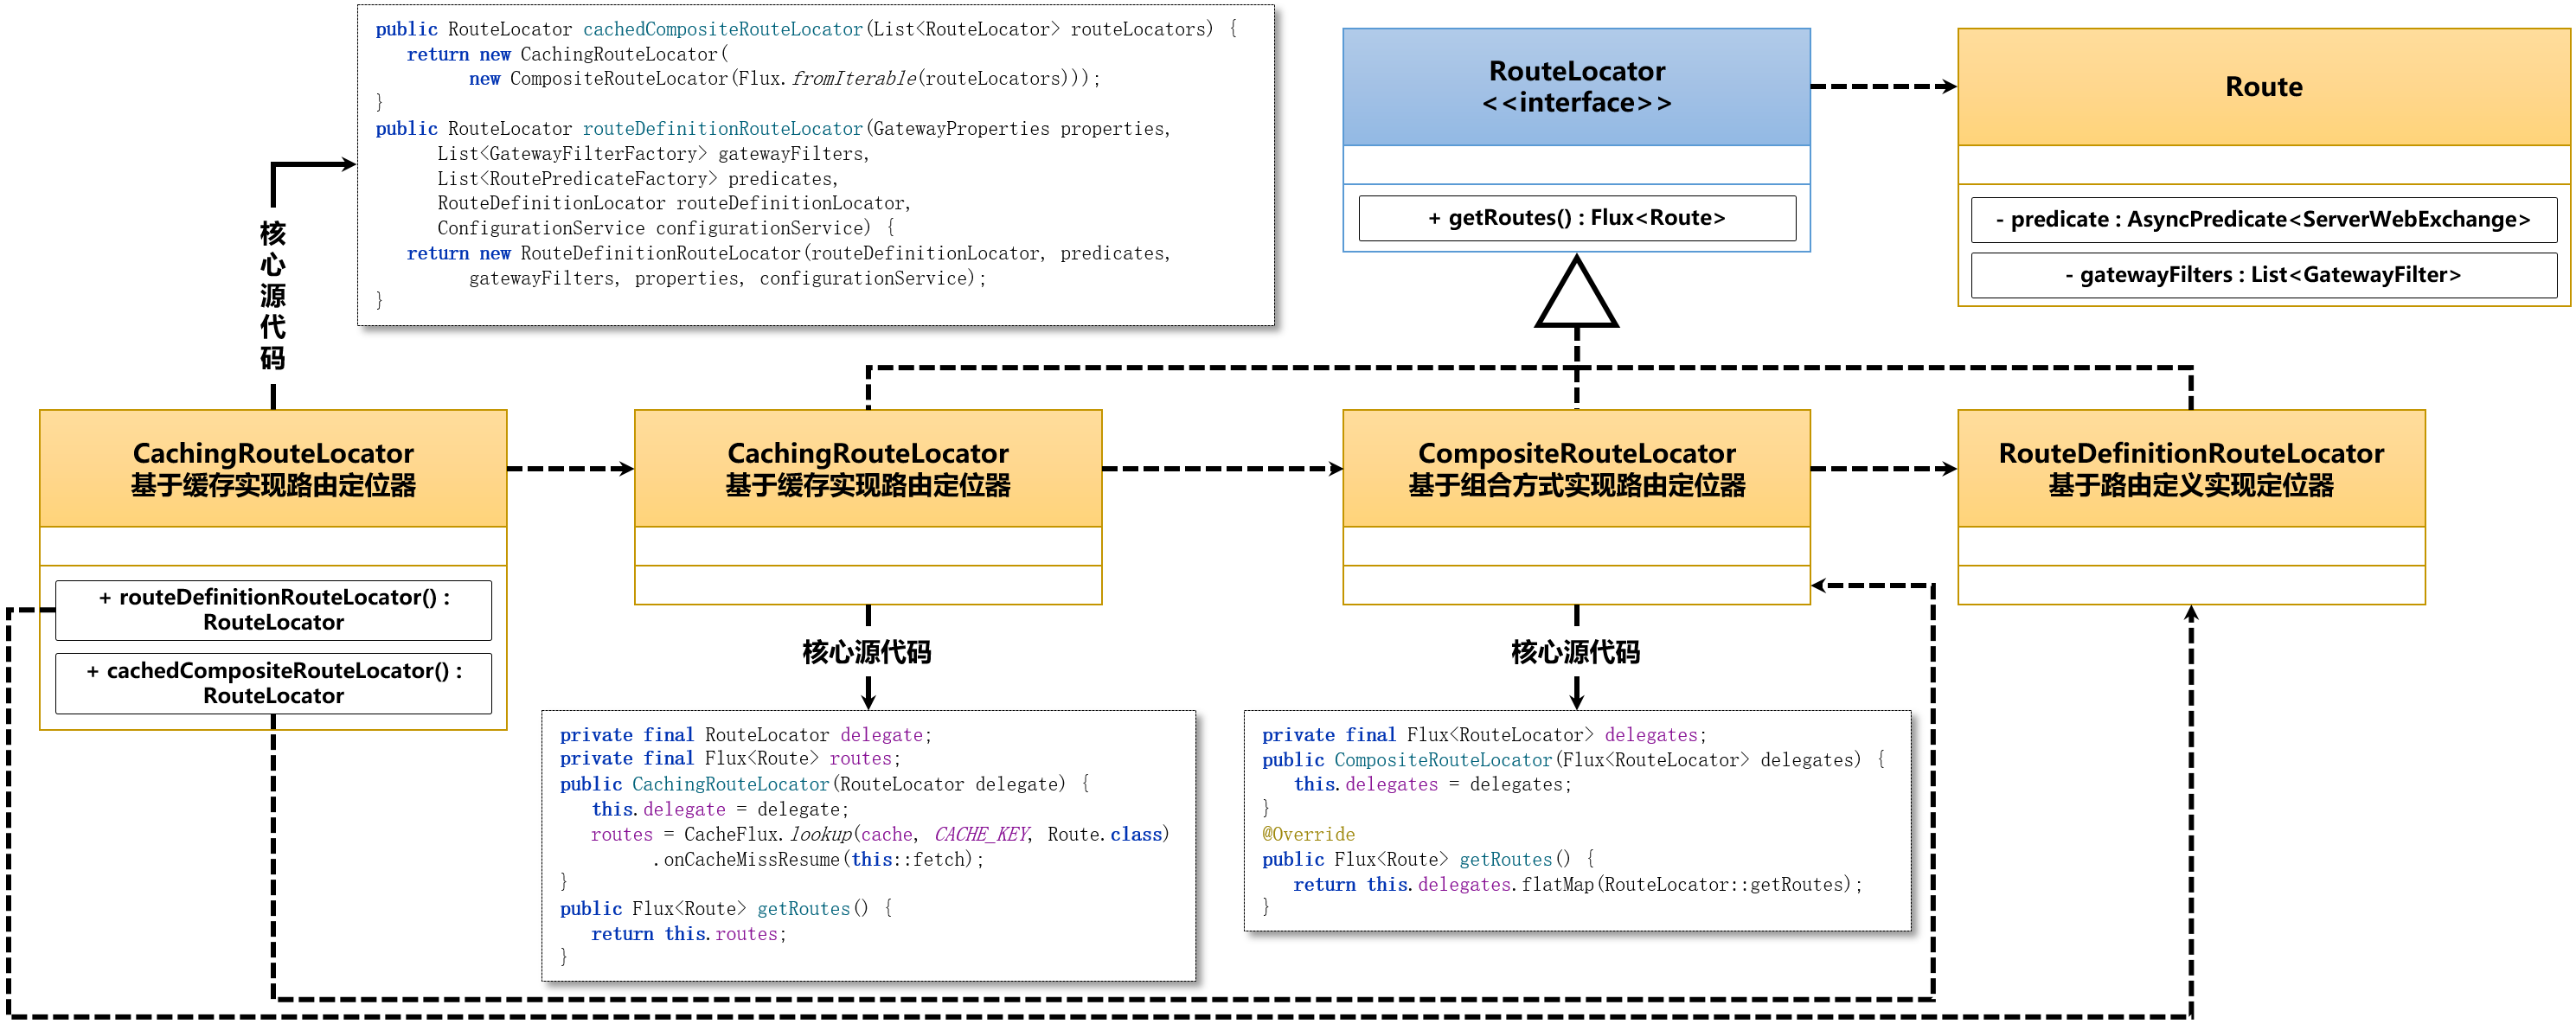 public RouteLocator cachedCompositeRouteLocator(List<RouteLocator> routeLocators) {
return new CachingRouteLocator(
new CompositeRouteLocator(Flux.fromIterable(routeLocators)));
}
public RouteLocator routeDefinitionRouteLocator(GatewayProperties properties,
List<GatewayFilterFactory> gatewayFilters,
List<RoutePredicateFactory> predicates,
RouteDefinitionLocator routeDefinitionLocator,
ConfigurationService configurationService) {
return new RouteDefinitionRouteLocator(routeDefinitionLocator, predicates,
gatewayFilters, properties, configurationService);
}
RouteLocator
<<interface>>
+ getRoutes() : Flux<Route>
Route
- predicate : AsyncPredicate<ServerWebExchange>
- gatewayFilters : List<GatewayFilter>
核心源代码
CachingRouteLocator
基于缓存实现路由定位器
+ routeDefinitionRouteLocator() :
RouteLocator
+ cachedCompositeRouteLocator() :
RouteLocator
CachingRouteLocator
基于缓存实现路由定位器
CompositeRouteLocator
基于组合方式实现路由定位器
RouteDefinitionRouteLocator
基于路由定义实现定位器
核心源代码
private final RouteLocator delegate;
private final Flux<Route> routes;
public CachingRouteLocator(RouteLocator delegate) {
this.delegate = delegate;
routes = CacheFlux.lookup(cache, CACHE_KEY, Route.class)
.onCacheMissResume(this::fetch);
}
public Flux<Route> getRoutes() {
return this.routes;
}
核心源代码
private final Flux<RouteLocator> delegates;
public CompositeRouteLocator(Flux<RouteLocator> delegates) {
this.delegates = delegates;
}
@Override
public Flux<Route> getRoutes() {
return this.delegates.flatMap(RouteLocator::getRoutes);
}